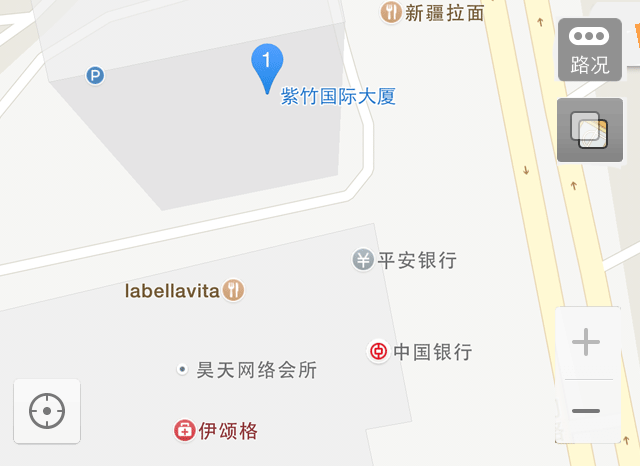 新疆拉面
路况
P
1
紫竹国际大厦
平安银行
labellavita
中国银行
昊天网络会所
伊颂格